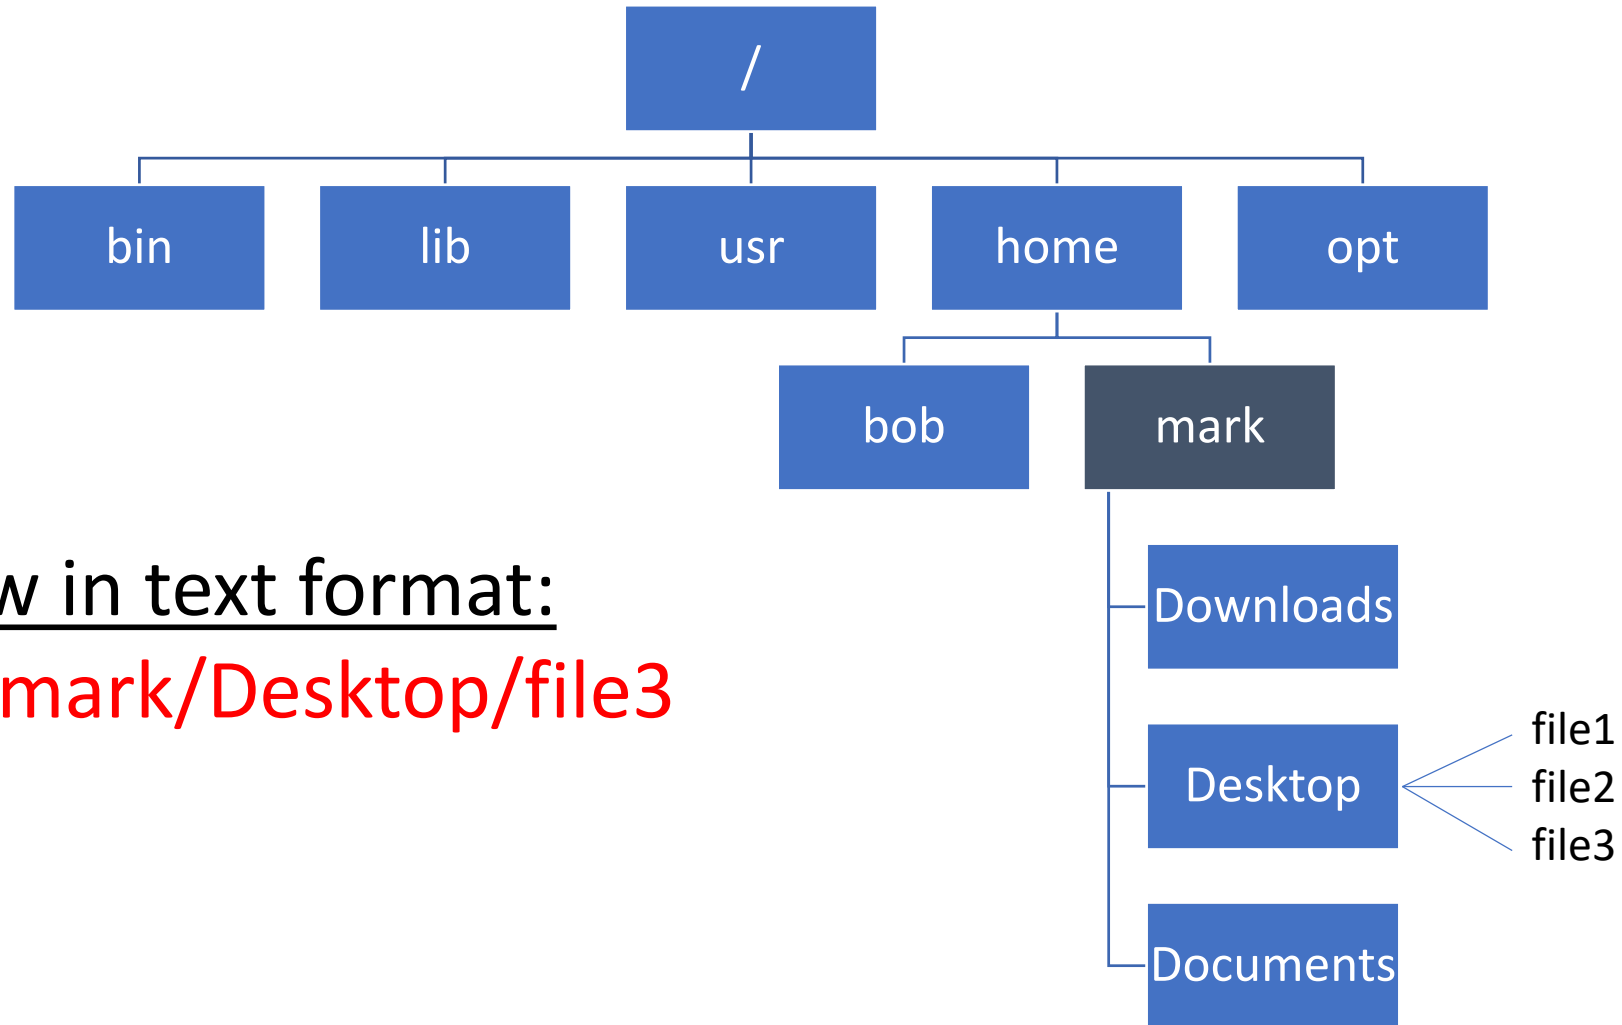 /
bin lib usr home opt
bob mark
w in text format:
Downloads
mark/Desktop/file3
file1
Desktop file2
file3
Documents